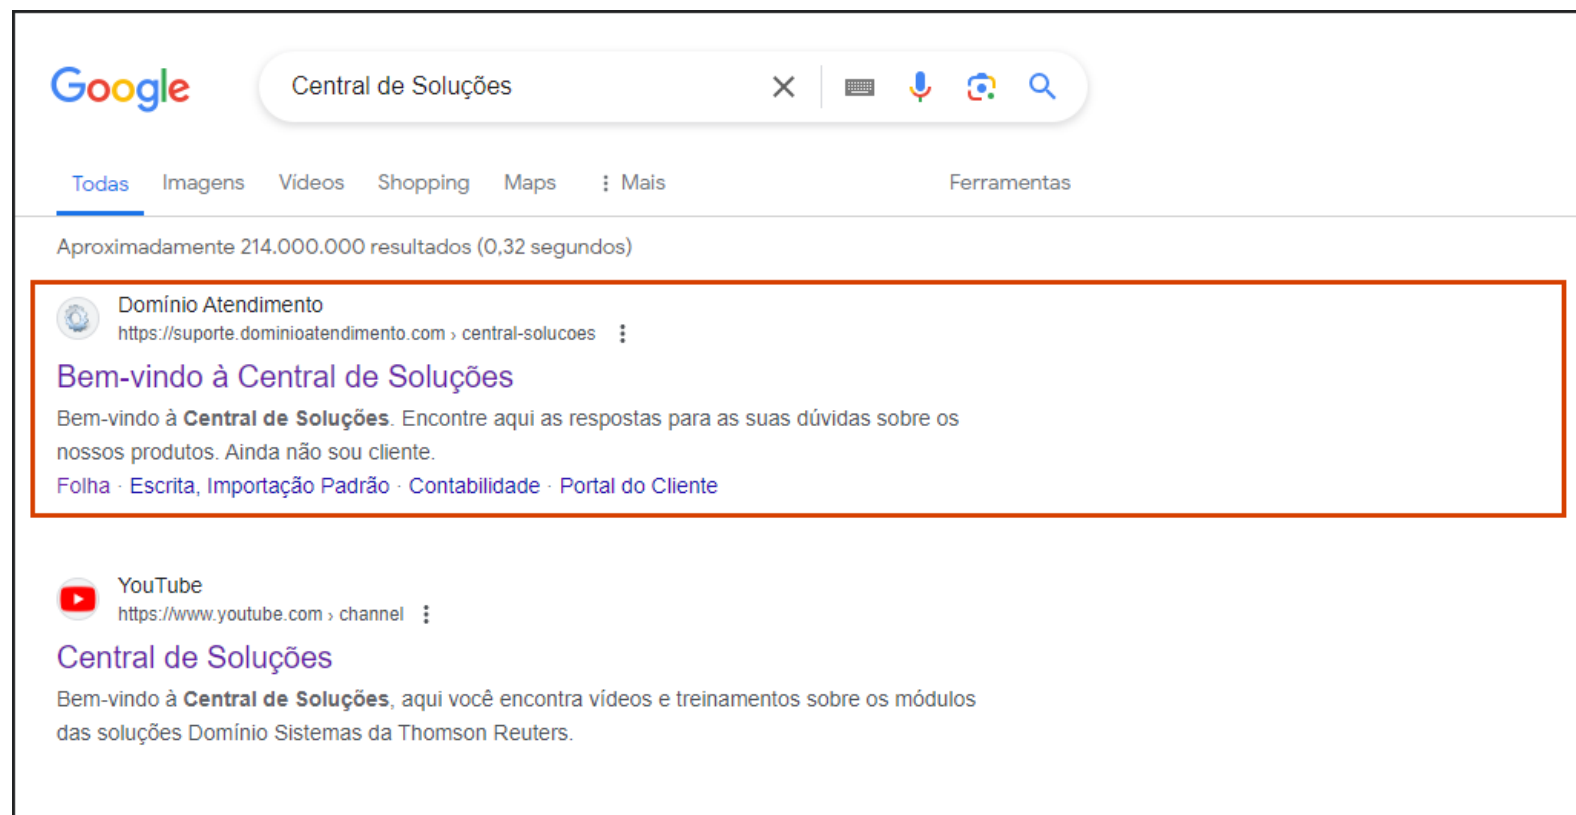 Google
Central de Soluções
Todas Imagens Vídeos Shopping Maps Mais Ferramentas
Aproximadamente 214.000.000 resultados (0,32 segundos)
Domínio Atendimento
https://suporte.dominioatendimento.com › central-solucoes
Bem-vindo à Central de Soluções
Bem-vindo à Central de Soluções. Encontre aqui as respostas para as suas dúvidas sobre os
nossos produtos. Ainda não sou cliente.
Folha · Escrita, Importação Padrão · Contabilidade · Portal do Cliente
YouTube
https://www.youtube.com › channel
Central de Soluções
Bem-vindo à Central de Soluções, aqui você encontra vídeos e treinamentos sobre os módulos
das soluções Domínio Sistemas da Thomson Reuters.